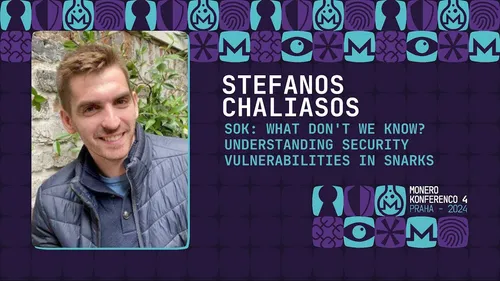 STEFANOS
CHALIASOS
SOK: WHAT DON'T WE KNOW?
UNDERSTANDING SECURITY
VULNERABILITIES IN SNARKS
MONERO
KONFERENCO 4
PRAHA - 2024